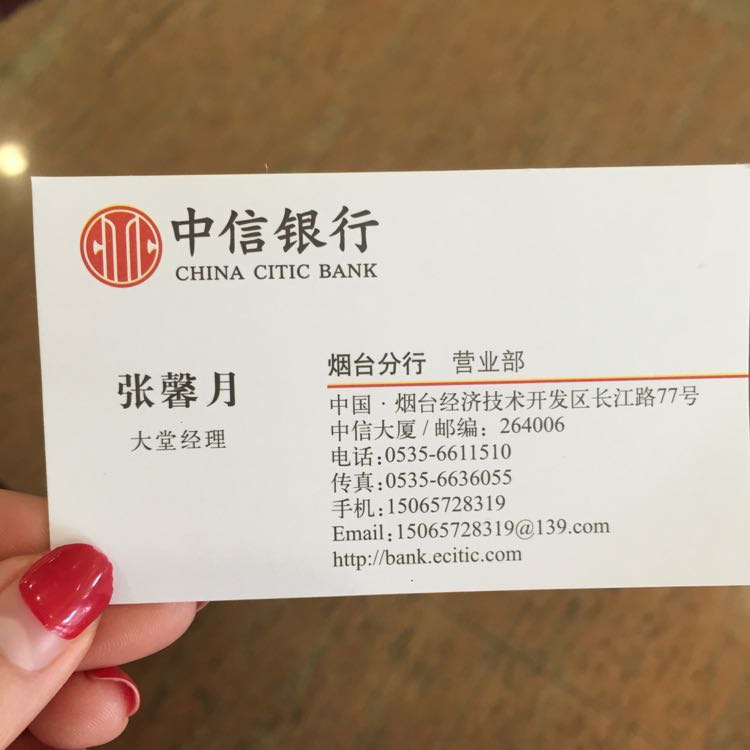 中信银行
CHINA CITIC BANK
张馨月
大堂经理
烟台分行 营业部
中国·烟台经济技术开发区长江路77号
中信大厦/邮编：264006
电话:0535-6611510
传真:0535-6636055
手机:15065728319
Email:15065728319@139.com
http://bank.ecitic.com